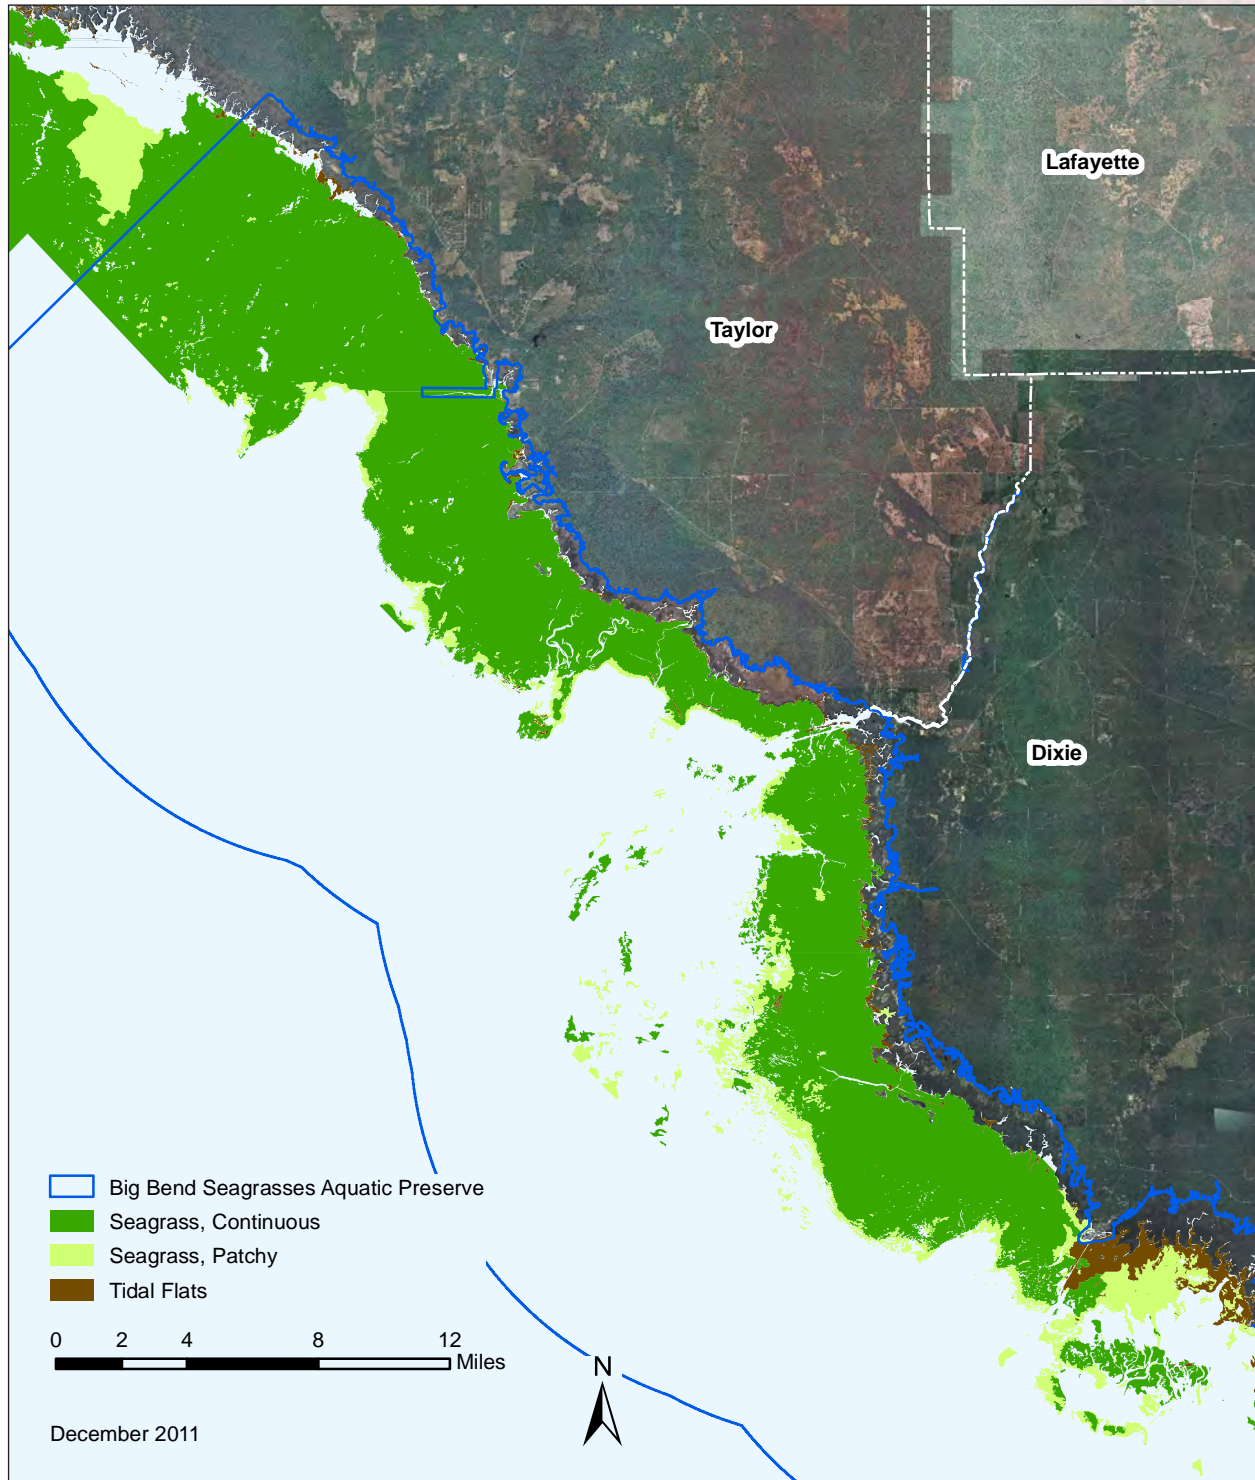 Lafayette
Taylor
Dixie
Big Bend Seagrasses Aquatic Preserve
Seagrass, Continuous
Seagrass, Patchy
Tidal Flats
0 2 4 8 12
Miles
N
December 2011